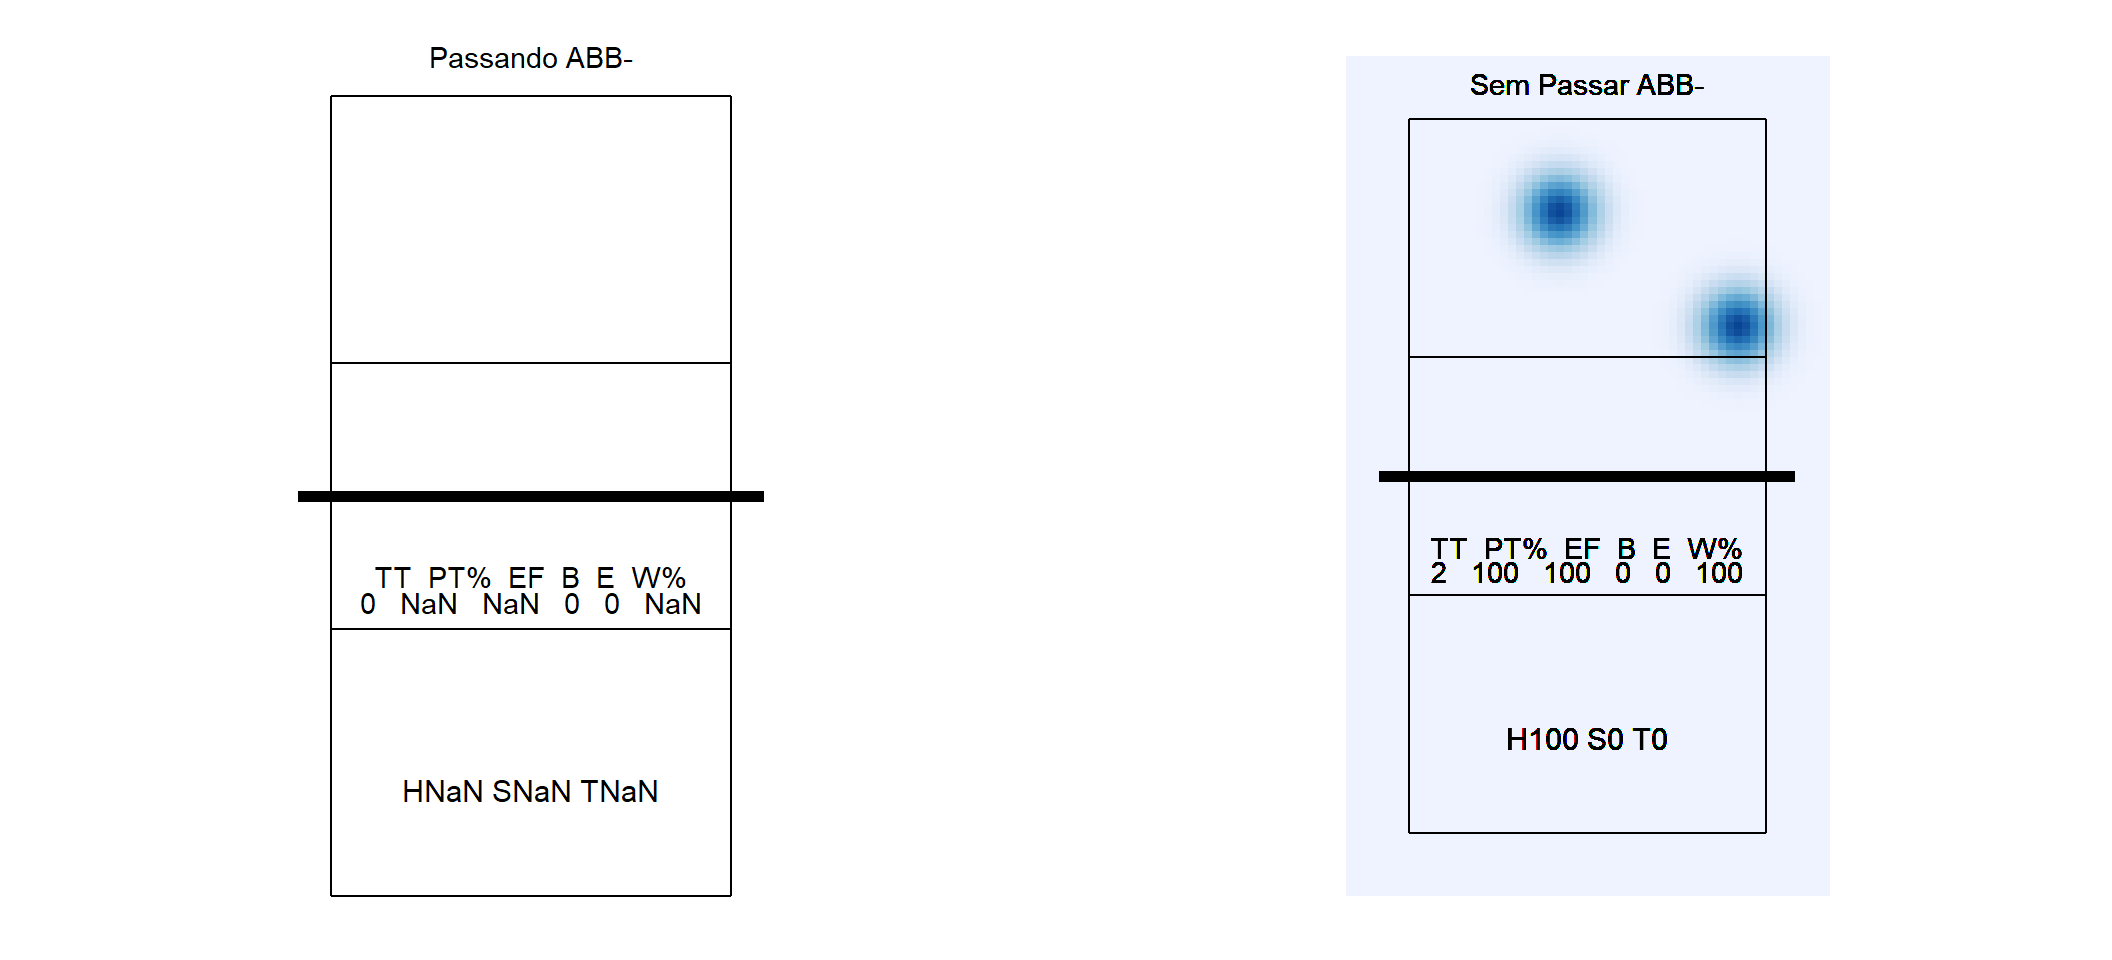 Passando ABB-
TT PT% EF B E W%
0 NaN NaN 0 0 NaN
HNaN SNaN TNaN
Sem Passar ABB-
TT PT% EF B E W%
2 100 100 0 0 100
H100 S0 T0